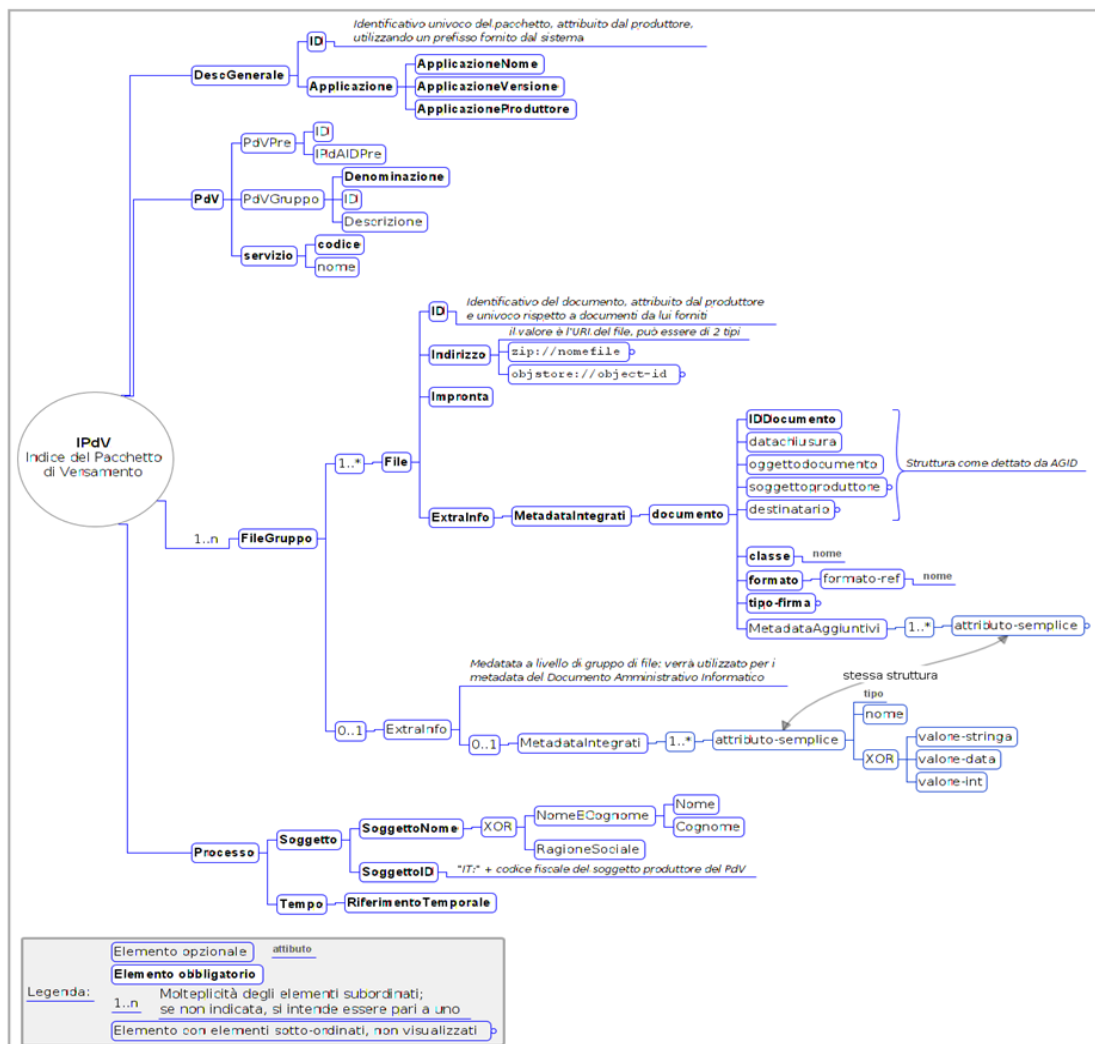 Identificativo univoco del pacchetto, attribuito dal produttore,
utilizzando un prefisso fornito dal sistema
ID
DescGenerale
Applicazione
ApplicazioneNome
ApplicazioneVersione
ApplicazioneProduttore
PdV
PdVPre
ID
IPdAIDPre
PdVGruppo
Denominazione
ID
Descrizione
servizio
codice
nome
IPdV
Indice del Pacchetto
di Versamento
1..n
FileGruppo
1..*
File
ID
Identificativo del documento, attribuito dal produttore
e univoco rispetto a documenti da lui forniti
Indirizzo
il valore è l'URI del file, può essere di 2 tipi
zip://nomefile
objstore://object-id
Impronta
ExtraInfo
MetadataIntegrati
documento
IDDocumento
datachiusura
oggettodocumento
soggettoproduttore
destinatario
Struttura come dettato da AGID
classe
nome
formato
formato-ref
nome
tipo-firma
MetadataAggiuntivi
1..*
attributo-semplice
stessa struttura
0..1
ExtraInfo
Medatata a livello di gruppo di file: verrà utilizzato per i
metadata del Documento Amministrativo Informatico
0..1
MetadataIntegrati
1..*
attributo-semplice
tipo
nome
XOR
valone-stringa
valone-data
valone-int
Processo
Soggetto
SoggettoNome
XOR
NomeECognome
Nome
Cognome
RagioneSociale
SoggettoID
"IT:" + codice fiscale del soggetto produttore del PdV
Tempo
RiferimentoTemporale
Legenda:
Elemento opzionale
attibuto
Elemento obbligatorio
1..n
Molteplicità degli elementi subordinati;
se non indicata, si intende essere pari a uno
Elemento con elementi sotto-ordinati, non visualizzati